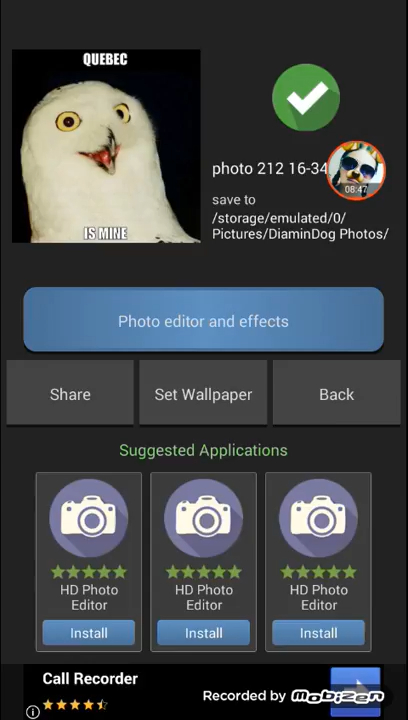 QUEBEC
IS MINE
photo 212 16-34
08:47
save to
/storage/emulated/0/
Pictures/DiaminDog Photos/
Photo editor and effects
Share
Set Wallpaper
Back
Suggested Applications
HD Photo
Editor
Install
HD Photo
Editor
Install
HD Photo
Editor
Install
Call Recorder
Recorded by Mobizen